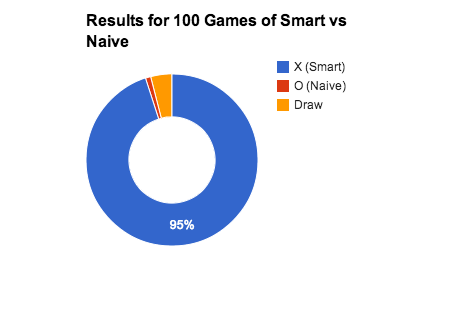 Results for 100 Games of Smart vs
Naive
X (Smart)
O (Naive)
Draw
95%